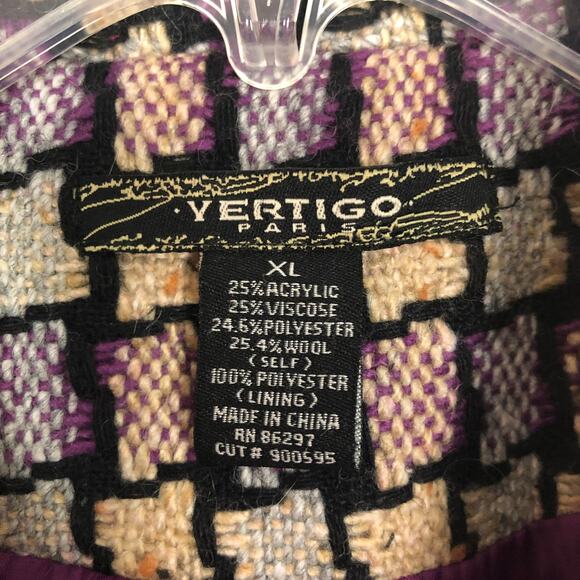 ·VERTIGO·
PARIS
XL
25%ACRYLIC
25%VISCOSE
24.6%POLYESTER
25.4%WOOL
(SELF)
100%POLYESTER
(LINING)
MADE IN CHINA
RN 86297
CUT# 900595